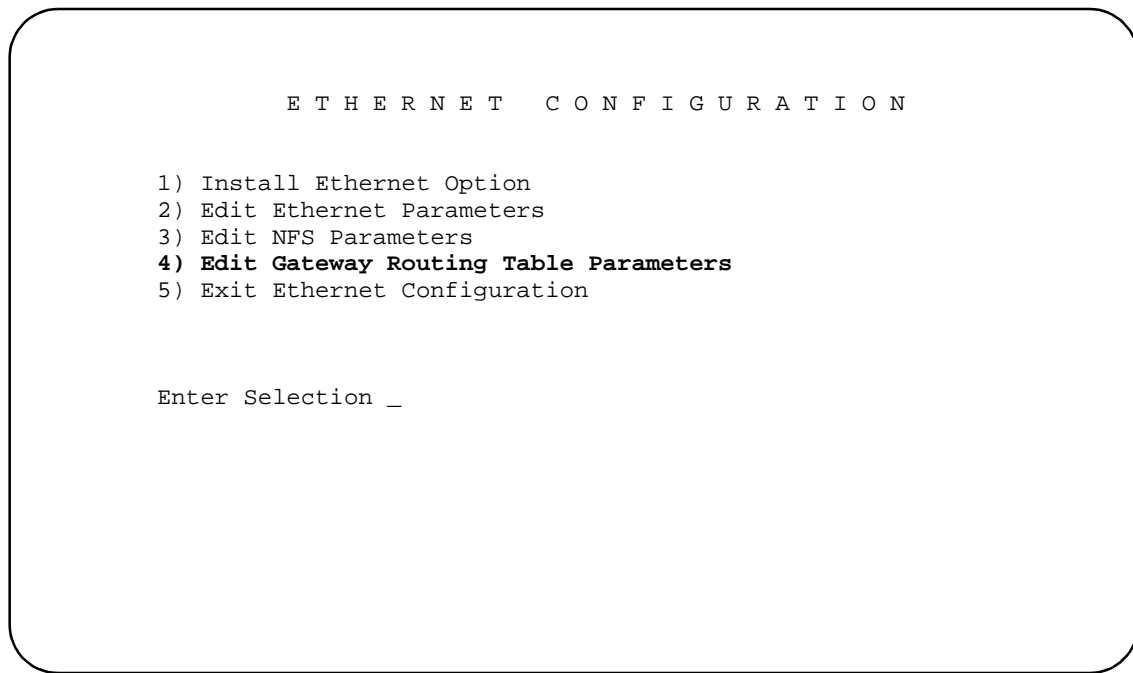 E T H E R N E T   C O N F I G U R A T I O N
1) Install Ethernet Option
2) Edit Ethernet Parameters
3) Edit NFS Parameters
4) Edit Gateway Routing Table Parameters
5) Exit Ethernet Configuration
Enter Selection _